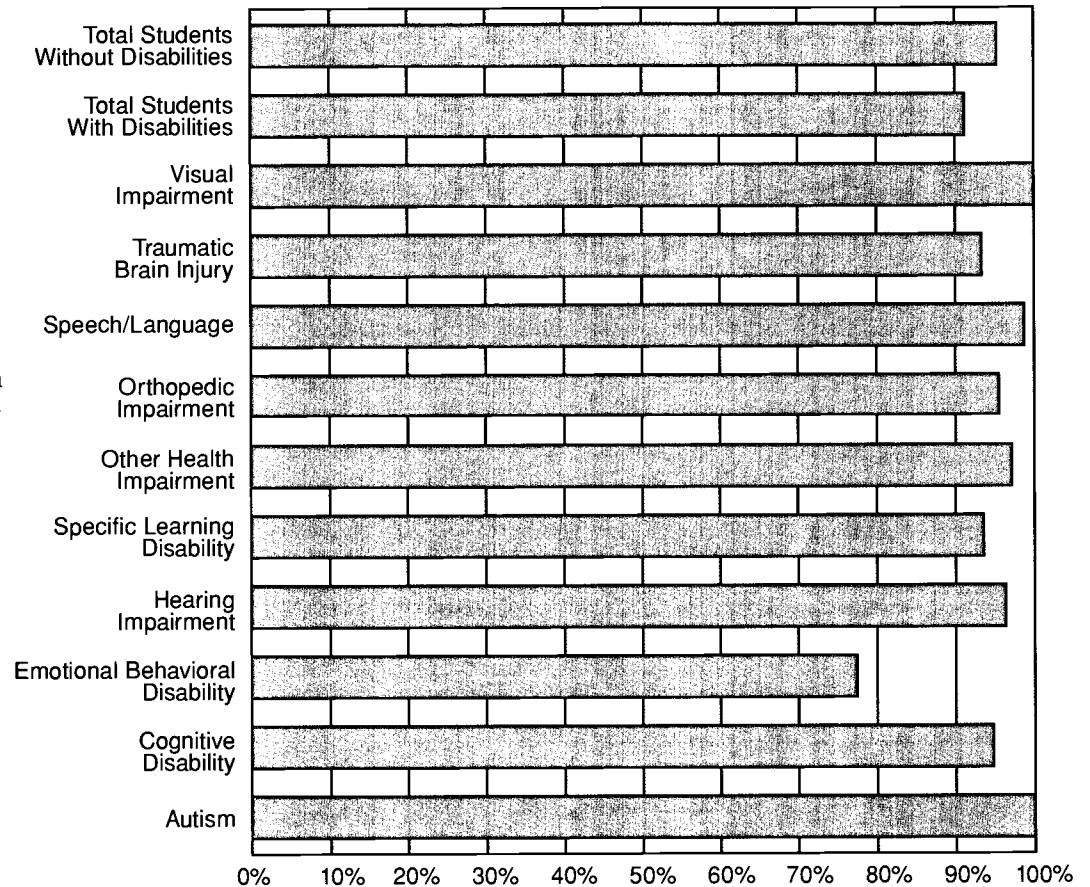 Total Students
Without Disabilities
Total Students
With Disabilities
Visual
Impairment
Traumatic
Brain Injury
Speech/Language
Orthopedic
Impairment
Other Health
Impairment
Specific Learning
Disability
Hearing
Impairment
Emotional Behavioral
Disability
Cognitive
Disability
Autism
0% 10% 20% 30% 40% 50% 60% 70% 80% 90% 100%